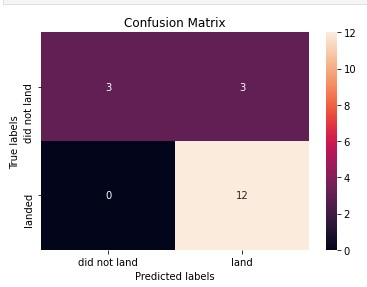 Confusion Matrix
True labels
did not land
landed
3
3
0
12
did not land
land
Predicted labels
12
10
8
6
4
2
0